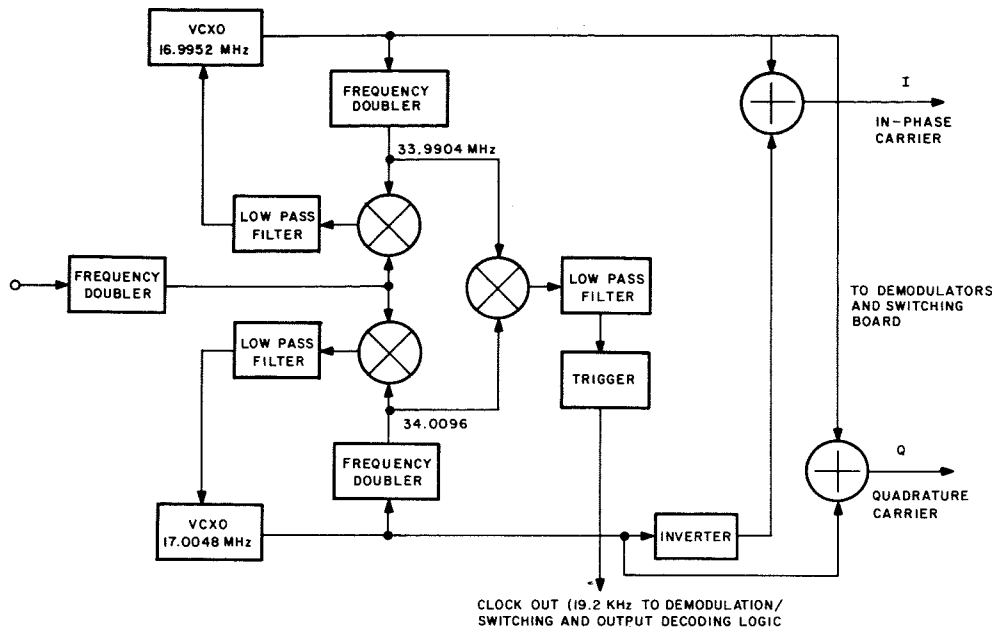 VCXO
16.9952 MHz
FREQUENCY
DOUBLER
I
IN-PHASE
CARRIER
33.9904 MHz
LOW PASS
FILTER
FREQUENCY
DOUBLER
LOW PASS
FILTER
TO DEMODULATORS
AND SWITCHING
BOARD
LOW PASS
FILTER
TRIGGER
34.0096
FREQUENCY
DOUBLER
Q
QUADRATURE
CARRIER
VCXO
17.0048 MHz
INVERTER
CLOCK OUT (19.2 KHz TO DEMODULATION/
SWITCHING AND OUTPUT DECODING LOGIC